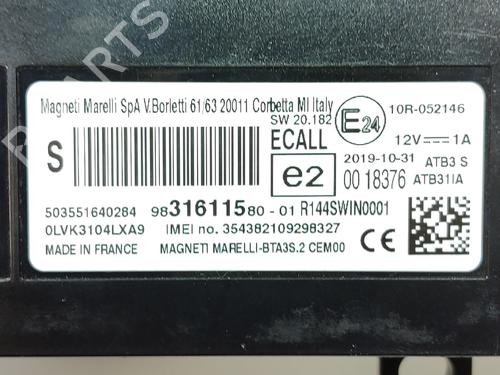 PARTS
Magneti Marelli SpA V.Borletti 61/63 20011 Corbetta MI Italy
SW 20.182
E24
10R-052146
S
ECALL
12V 1A
e2
2019-10-31
ATB3 S
00 18376
ATB31IA
503551640284
9831611580 - 01 R144SWIN0001
0LVK3104LXA9
IMEI no. 354382109298327
CE
MADE IN FRANCE
MAGNETI MARELLI-BTA3S.2 CEM00